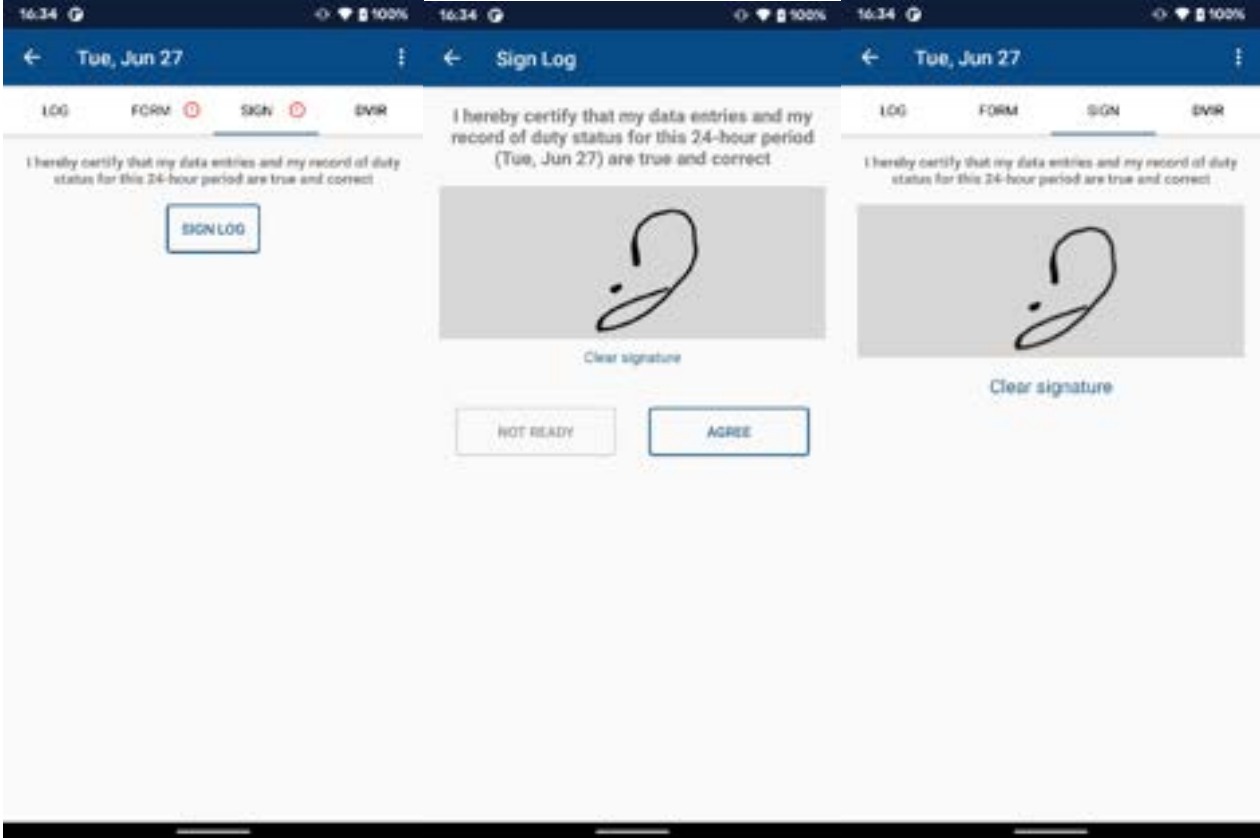 16:34
100%
Tue, Jun 27
LOG
FORM
SIGN
DVIR
I hereby certify that my data entries and my record of duty
status for this 24-hour period are true and correct
SIGN LOG
16:34
100%
Sign Log
I hereby certify that my data entries and my
record of duty status for this 24-hour period
(Tue, Jun 27) are true and correct
Clear signature
NOT READY
AGREE
16:34
100%
Tue, Jun 27
LOG
FORM
SIGN
DVIR
I hereby certify that my data entries and my record of duty
status for this 24-hour period are true and correct
Clear signature